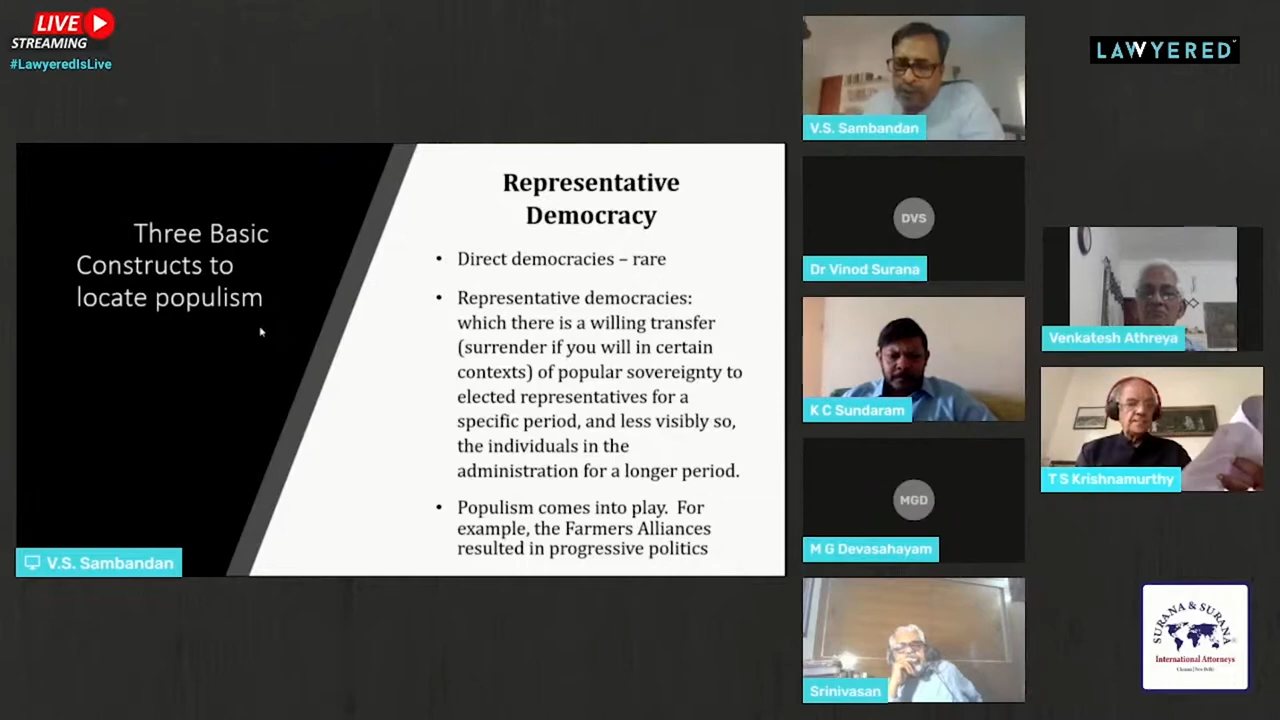 LIVE
STREAMING
#LawyeredIsLive
LAWYERED
Three Basic
Constructs to
locate populism
Representative
Democracy
• Direct democracies – rare
• Representative democracies:
which there is a willing transfer
(surrender if you will in certain
contexts) of popular sovereignty to
elected representatives for a
specific period, and less visibly so,
the individuals in the
administration for a longer period.
• Populism comes into play. For
example, the Farmers Alliances
resulted in progressive politics
V.S. Sambandan
V.S. Sambandan
DVS
Dr Vinod Surana
K C Sundaram
MGD
M G Devasahayam
Srinivasan
Venkatesh Athreya
T S Krishnamurthy
SURANA & SURANA
International Attorneys
Chennai | New Delhi